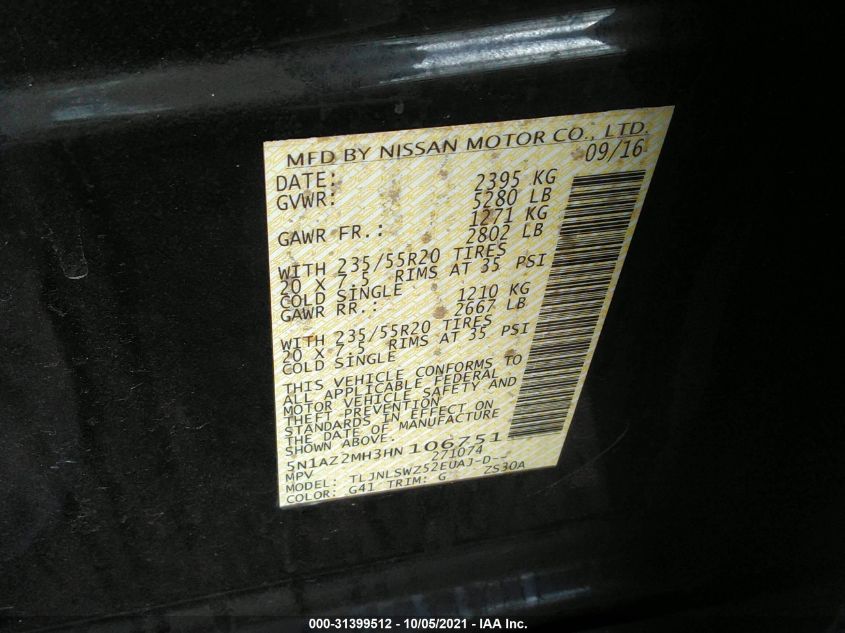 MFD BY NISSAN MOTOR CO., LTD.
DATE: 09/16
GVWR: 2395 KG
5280 LB
GAWR FR.: 1271 KG
2802 LB
WITH 235/55R20 TIRES
20 X 7.5 RIMS AT 35 PSI
COLD SINGLE
GAWR RR.: 1210 KG
2667 LB
WITH 235/55R20 TIRES
20 X 7.5 RIMS AT 35 PSI
COLD SINGLE
THIS VEHICLE CONFORMS TO
ALL APPLICABLE FEDERAL
MOTOR VEHICLE SAFETY AND
THEFT PREVENTION
STANDARDS IN EFFECT ON
THE DATE OF MANUFACTURE
SHOWN ABOVE.
5N1AZ2MH3HN106751
MPV 271074
MODEL: TLJNLSWZ52EUAJ-D--
COLOR: G41 TRIM: G ZS30A
000-31399512 - 10/05/2021 - IAA Inc.